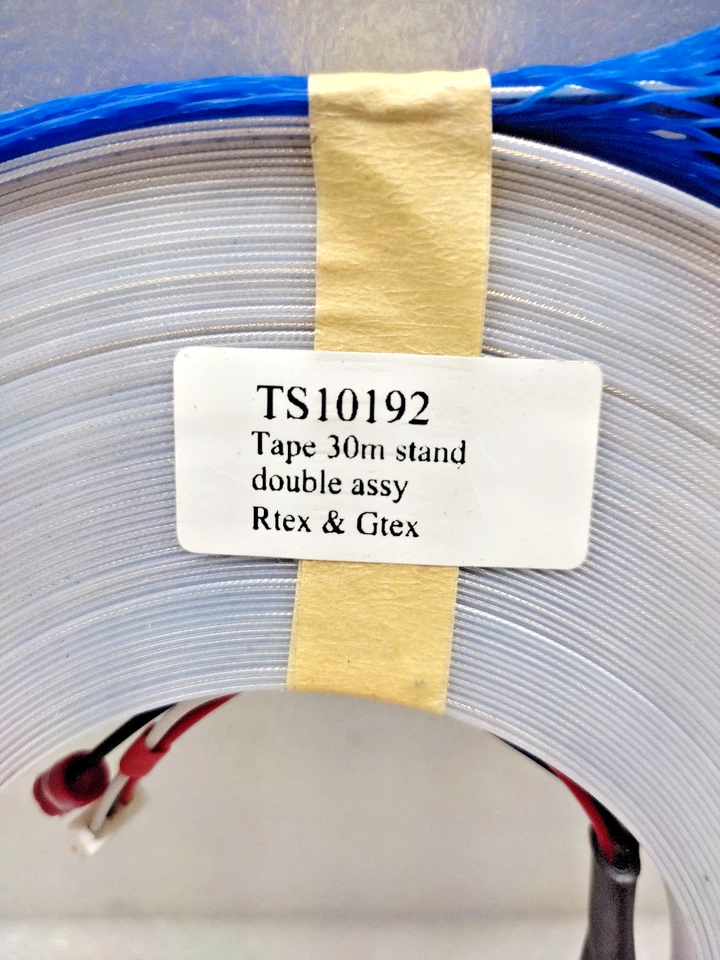 TS10192
Tape 30m stand
double assy
Rtex & Gtex